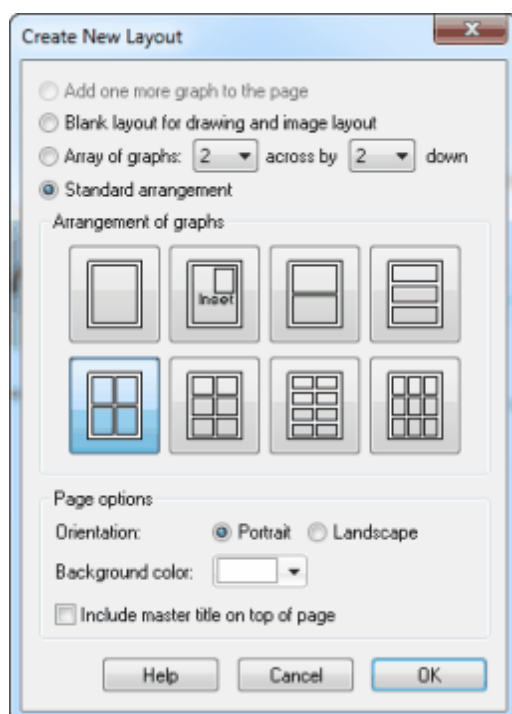 Create New Layout
Add one more graph to the page
Blank layout for drawing and image layout
Array of graphs: 2 across by 2 down
Standard arrangement
Arrangement of graphs
Inset
Page options
Orientation: Portrait Landscape
Background color:
Include master title on top of page
Help Cancel OK